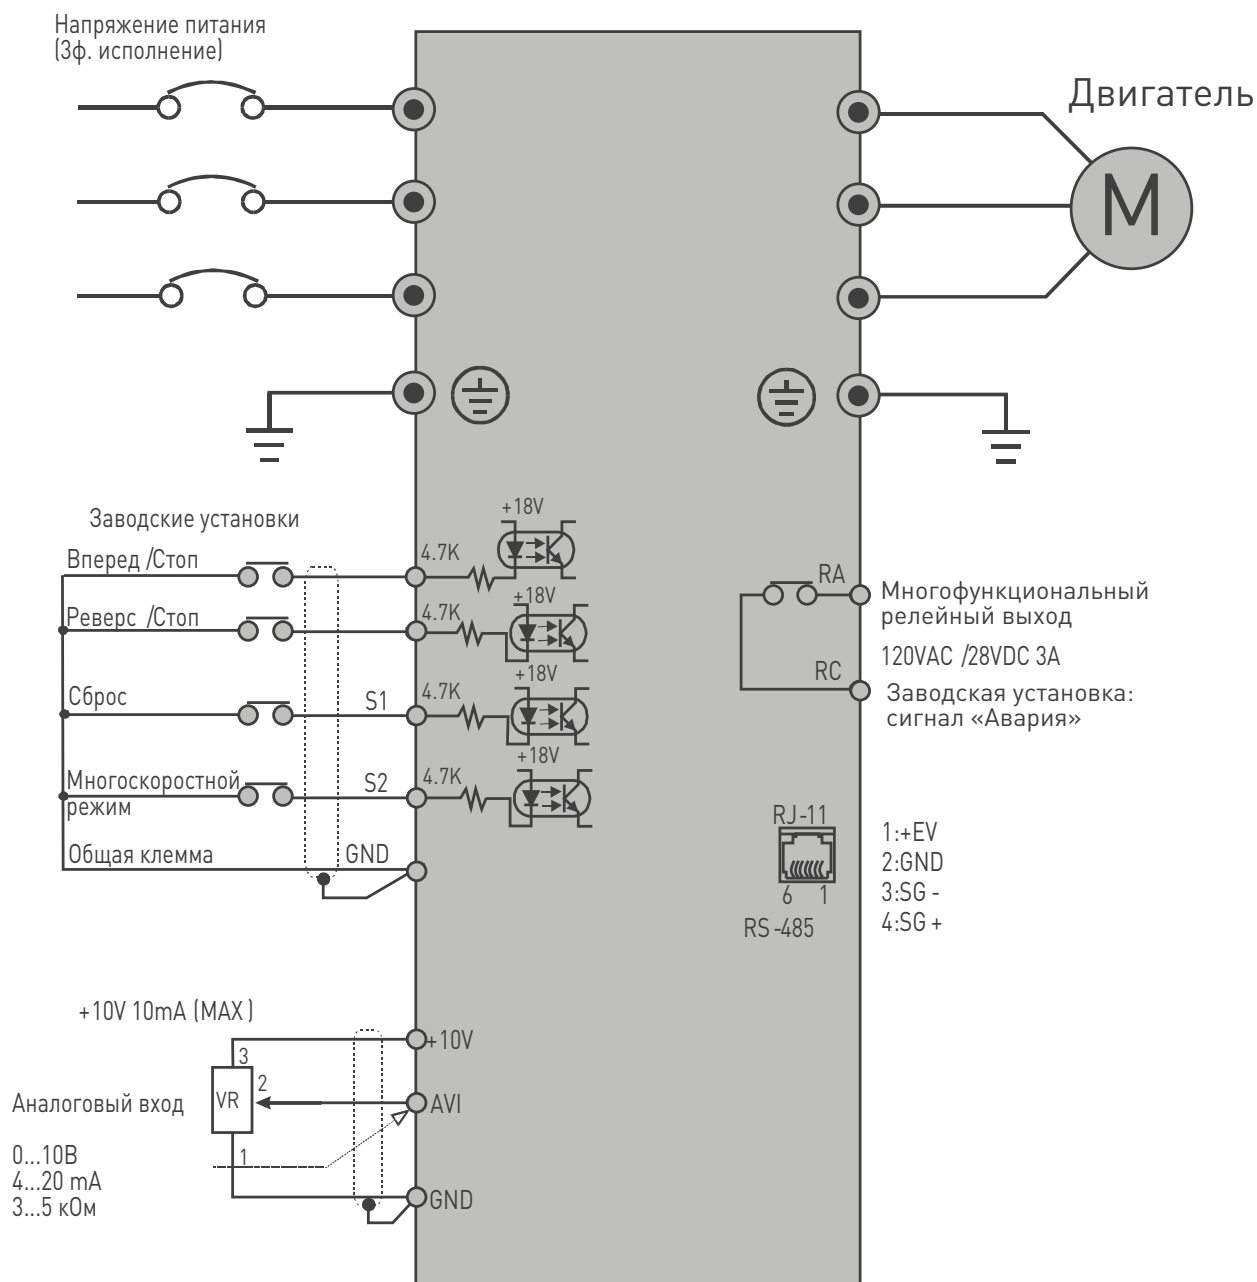 Напряжение питания
(3ф. исполнение)
Двигатель
M
Заводские установки
+18V
Вперед /Стоп
4.7K
+18V
Реверс /Стоп
4.7K
+18V
Сброс
S1
4.7K
+18V
Многоскоростной
режим
S2
4.7K
Общая клемма
GND
RA
Многофункциональный
релейный выход
120VAC /28VDC 3A
RC
Заводская установка:
сигнал «Авария»
RJ-11
6 1
RS-485
1:+EV
2:GND
3:SG -
4:SG +
+10V 10mA (MAX)
+10V
3
VR
2
AVI
Аналоговый вход
1
0...10В
4...20 mA
3...5 кОм
GND